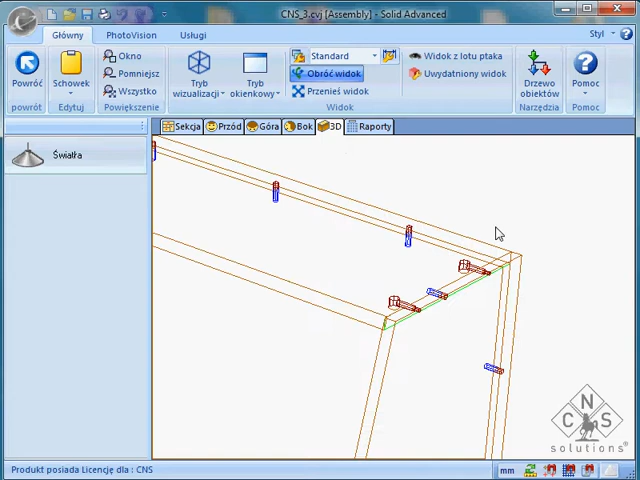 CNS_3.cvj [Assembly] - Solid Advanced
Główny
PhotoVision
Usługi
Styl
Powróć
powrót
Schowek
Edytuj
Okno
Pomniejsz
Wszystko
Powiększenie
Tryb wizualizacji
Tryb okienkowy
Standard
Obróć widok
Przenieś widok
Widok z lotu ptaka
Uwydatniony widok
Widok
Drzewo obiektów
Narzędzia
Pomoc
Pomoc
Światła
Sekcja
Przód
Góra
Bok
3D
Raporty
C N S
solutions®
Produkt posiada Licencję dla : CNS
mm